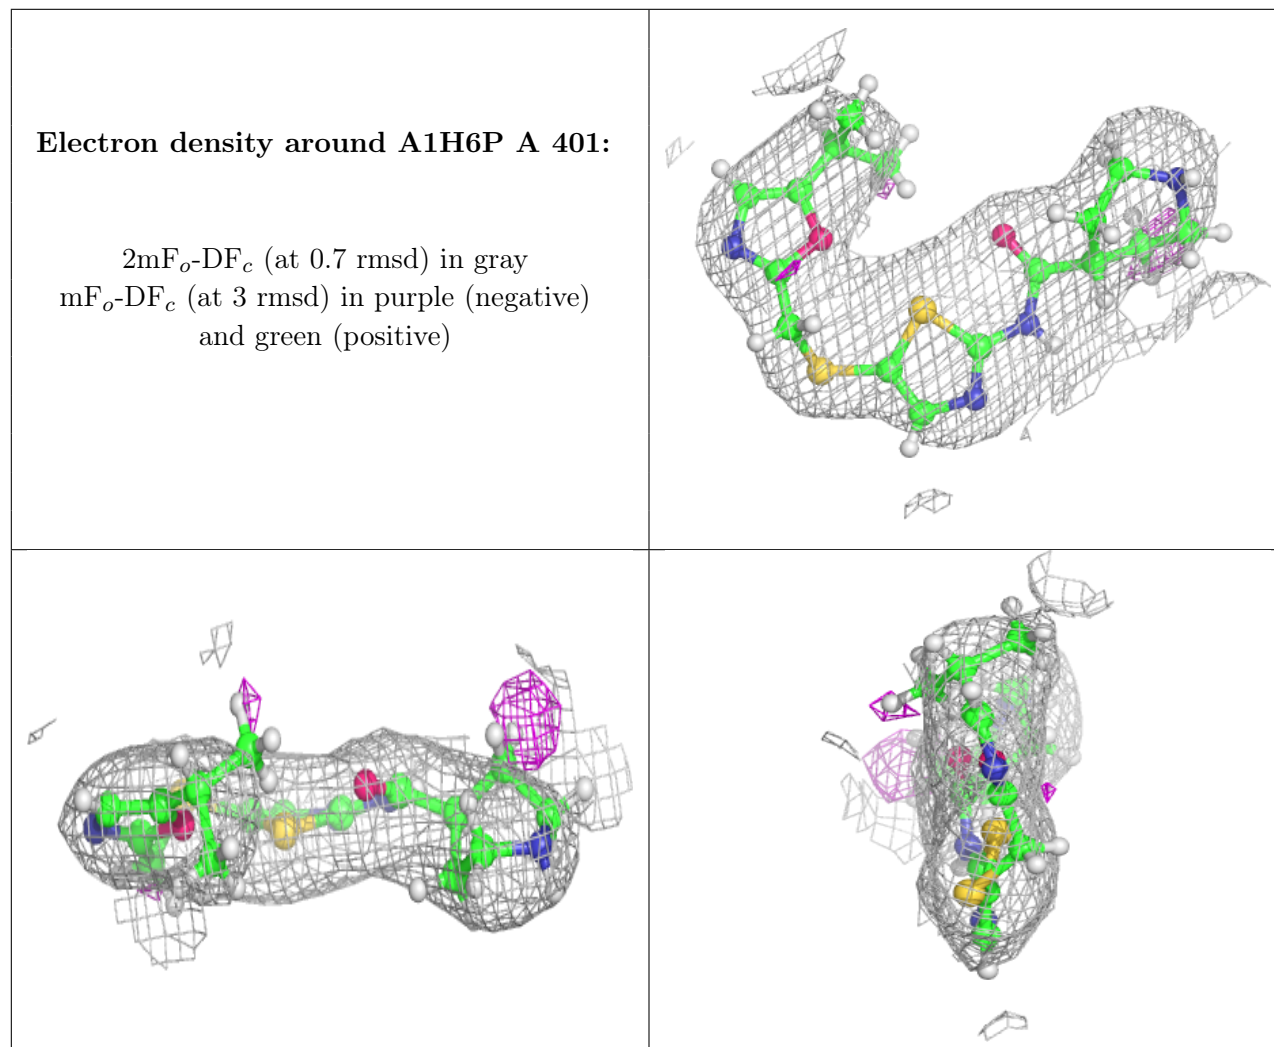 Electron density around A1H6P A 401:
2mFo-DFc (at 0.7 rmsd) in gray
mFo-DFc (at 3 rmsd) in purple (negative)
and green (positive)